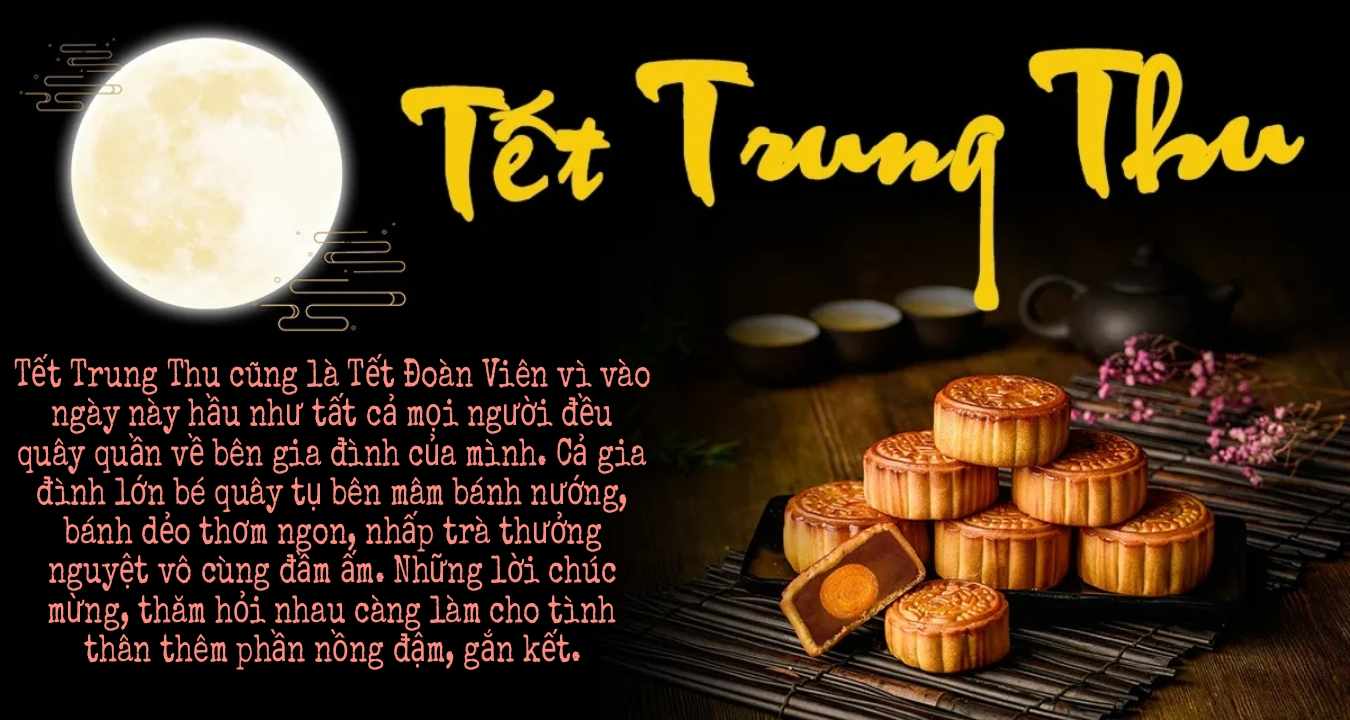 Tết Trung Thu
Tết Trung Thu cũng là Tết Đoàn Viên vì vào
ngày này hầu như tất cả mọi người đều
quây quần về bên gia đình của mình. Cả gia
đình lớn bé quây tụ bên mâm bánh nướng,
bánh dẻo thơm ngon, nhấp trà thưởng
nguyệt vô cùng đầm ấm. Những lời chúc
mừng, thăm hỏi nhau càng làm cho tình
thân thêm phần nồng đậm, gắn kết.